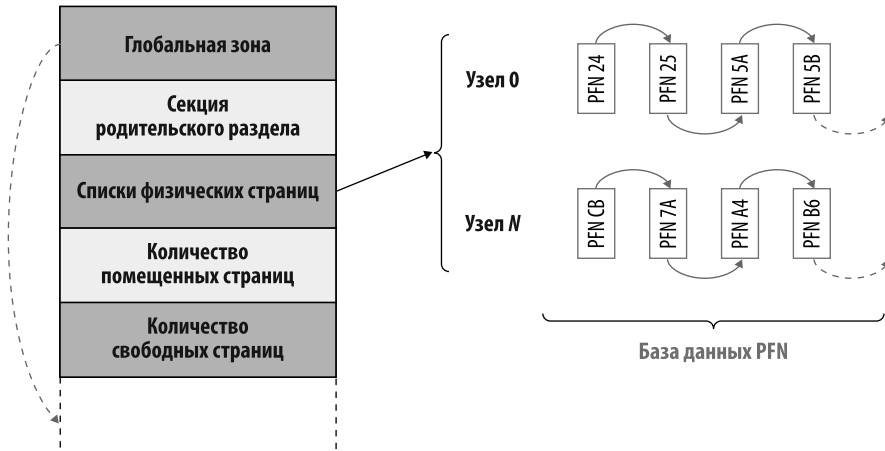 Глобальная зона
Секция
родительского раздела
Списки физических страниц
Количество
помещенных страниц
Количество
свободных страниц
Узел 0
PFN 24
PFN 25
PFN 5A
PFN 5B
Узел N
PFN CB
PFN 7A
PFN A4
PFN B6
База данных PFN